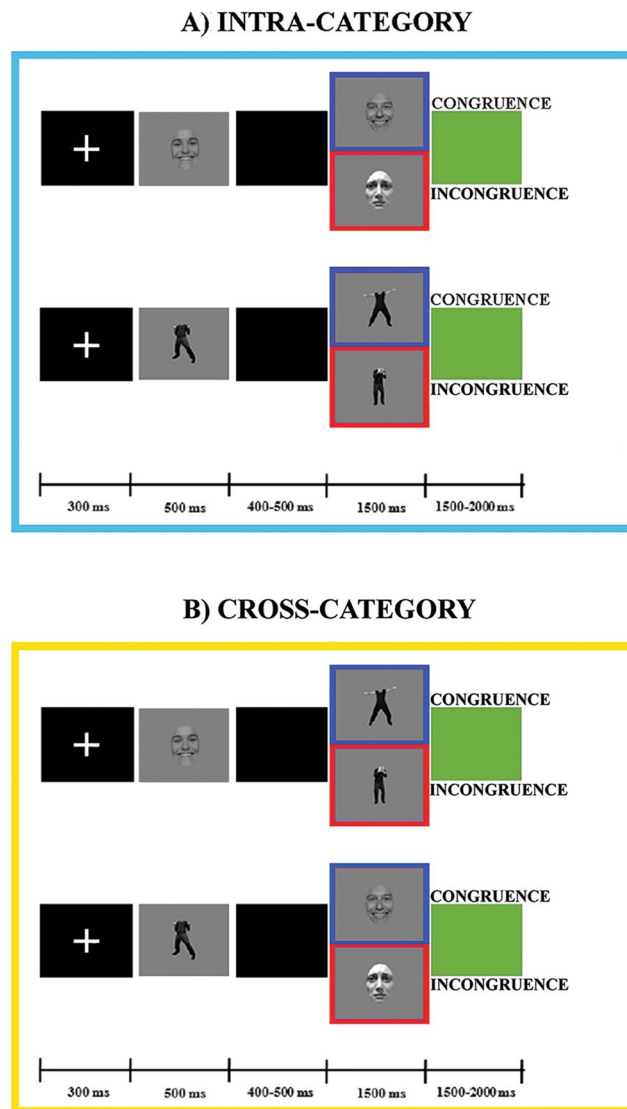 A) INTRA-CATEGORY
CONGRUENCE
INCONGRUENCE
CONGRUENCE
INCONGRUENCE
300 ms 500 ms 400-500 ms 1500 ms 1500-2000 ms
B) CROSS-CATEGORY
CONGRUENCE
INCONGRUENCE
CONGRUENCE
INCONGRUENCE
300 ms 500 ms 400-500 ms 1500 ms 1500-2000 ms